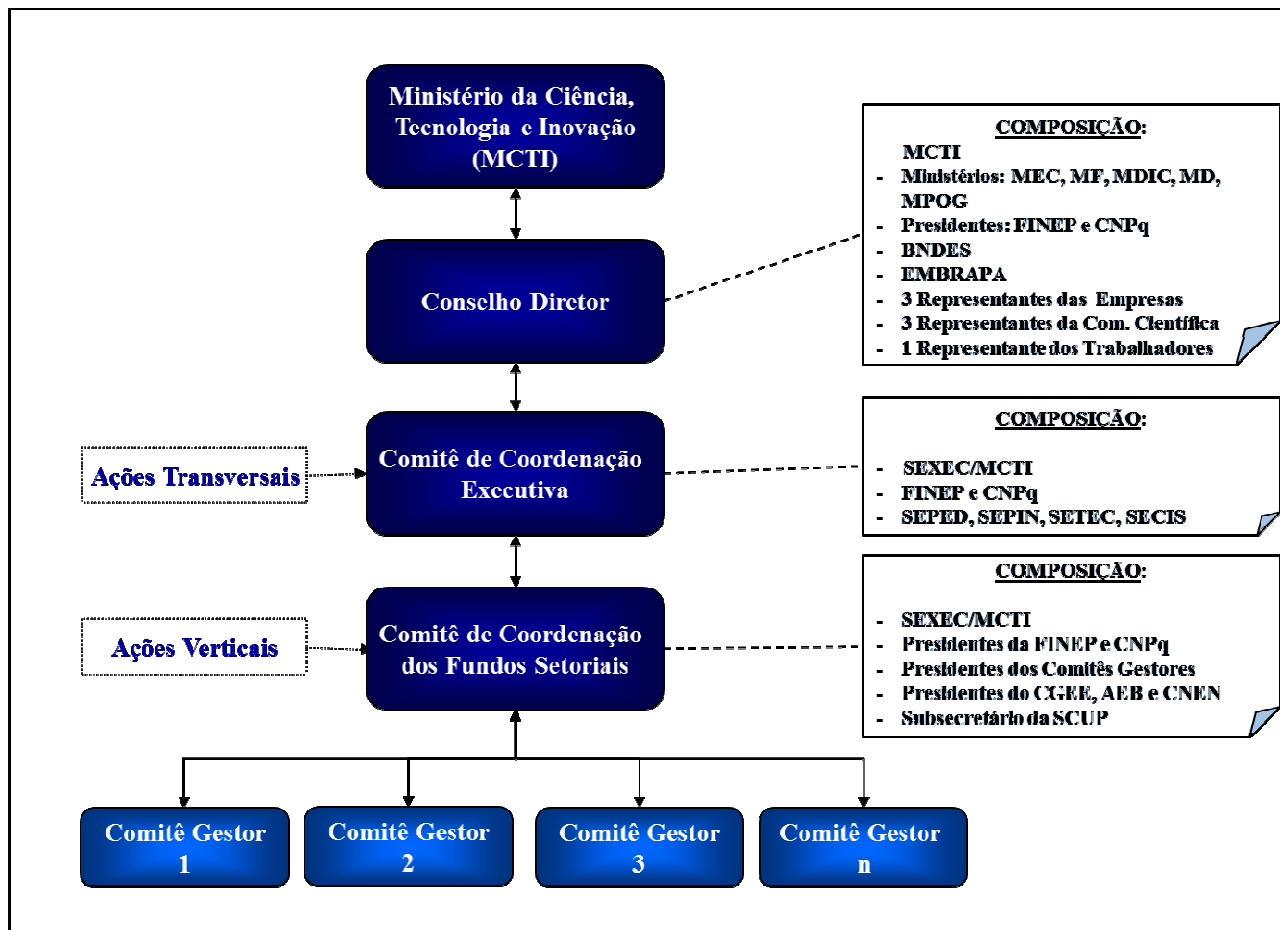 Ministério da Ciência,
Tecnologia e Inovação
(MCTI)
COMPOSIÇÃO:
MCTI
- Ministérios: MEC, MF, MDIC, MD,
MPOG
- Presidentes: FINEP e CNPq
- BNDES
- EMBRAPA
- 3 Representantes das Empresas
- 3 Representantes da Com. Científica
- 1 Representante dos Trabalhadores
Conselho Diretor
Ações Transversais
Comitê de Coordenação
Executiva
COMPOSIÇÃO:
- SEXEC/MCTI
- FINEP e CNPq
- SEPED, SEPIN, SETEC, SECIS
Ações Verticais
Comitê de Coordenação
dos Fundos Setoriais
COMPOSIÇÃO:
- SEXEC/MCTI
- Presidentes da FINEP e CNPq
- Presidentes dos Comitês Gestores
- Presidentes do CGEE, AEB e CNEN
- Subsecretário da SCUP
Comitê Gestor
1
Comitê Gestor
2
Comitê Gestor
3
Comitê Gestor
n